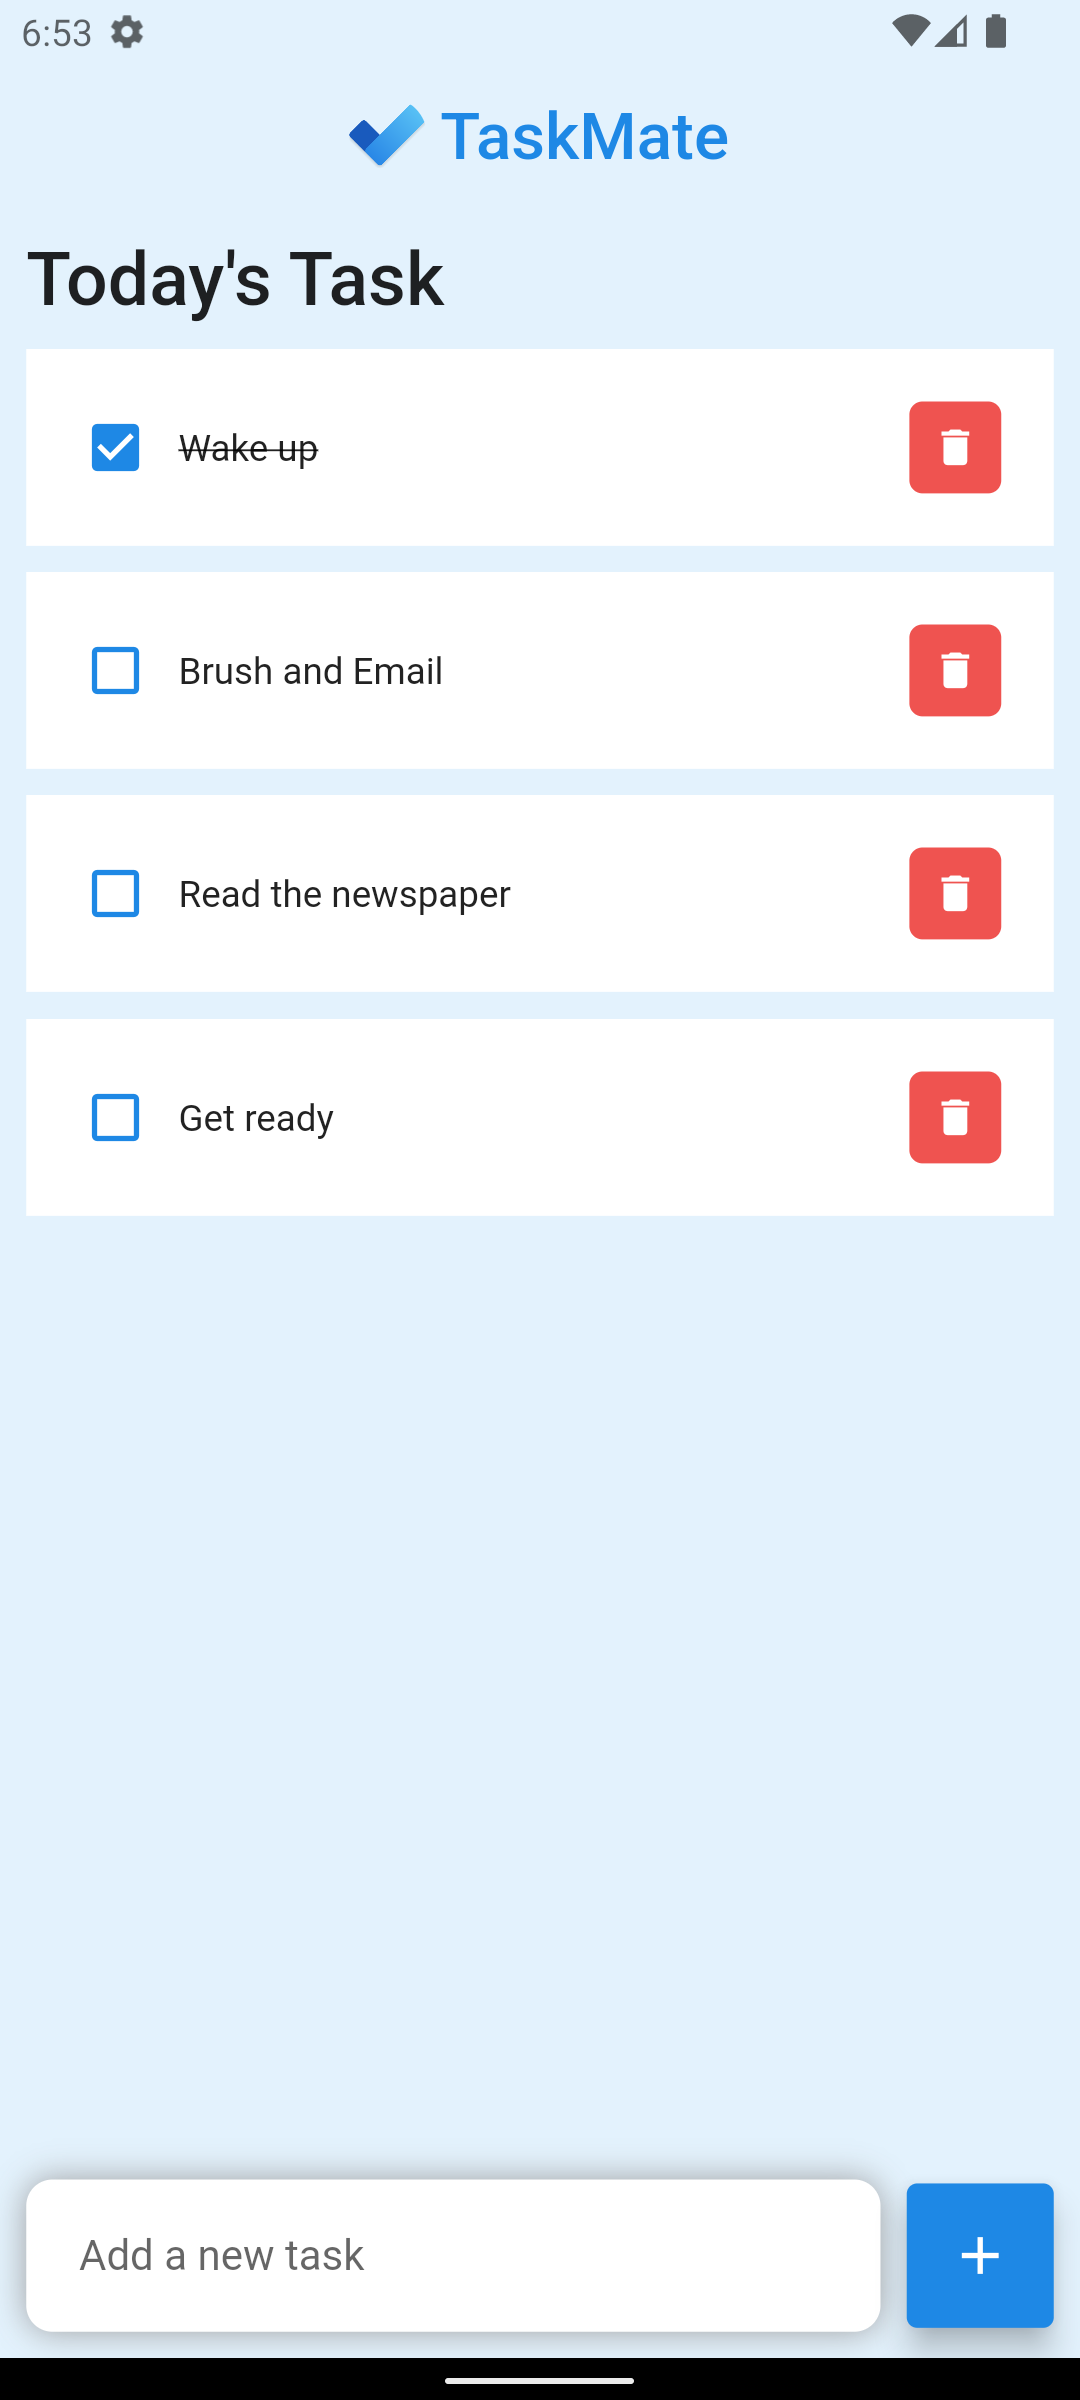 6:53
TaskMate
Today's Task
Wake up
Brush and Email
Read the newspaper
Get ready
Add a new task